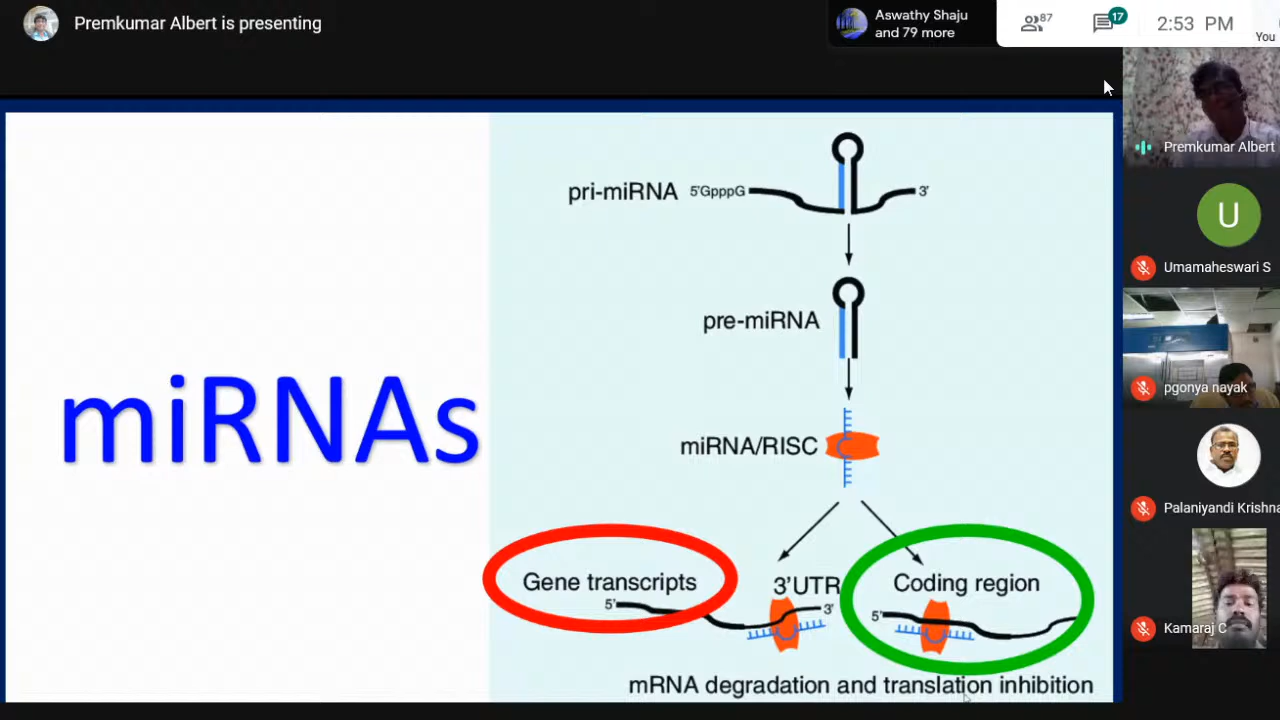 Premkumar Albert is presenting
Aswathy Shaju
and 79 more
87
17
2:53 PM
You
Premkumar Albert
U
Umamaheswari S
pgonya nayak
Palaniyandi Krishna
Kamaraj C
miRNAs
pri-miRNA 5'GpppG 3'
pre-miRNA
miRNA/RISC
Gene transcripts 3'UTR Coding region
5' 3' 5'
mRNA degradation and translation inhibition